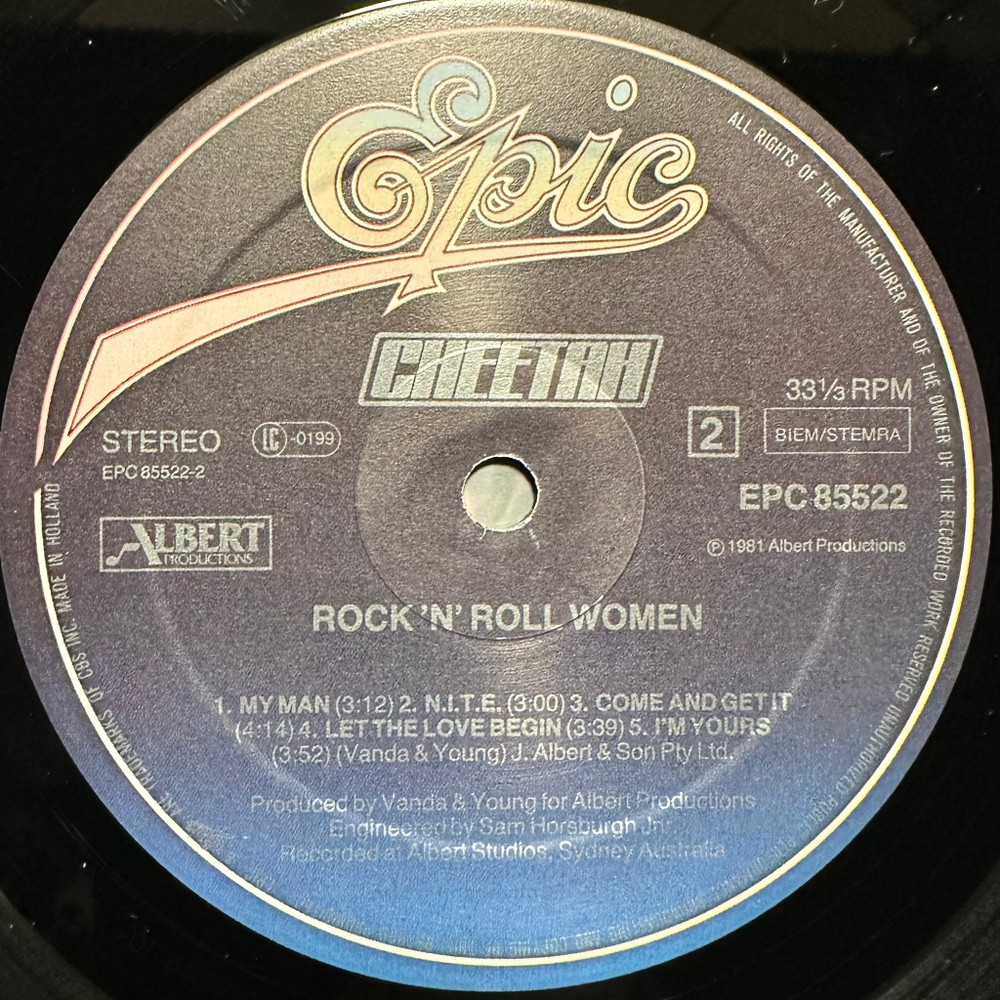 Epic
CHEETAH
33⅓ RPM
STEREO
LC-0199
2
BIEM/STEMRA
EPC 85522-2
EPC 85522
ALBERT
PRODUCTIONS
℗ 1981 Albert Productions
ROCK 'N' ROLL WOMEN
1. MY MAN (3:12) 2. N.I.T.E. (3:00) 3. COME AND GET IT
(4:14) 4. LET THE LOVE BEGIN (3:39) 5. I'M YOURS
(3:52) (Vanda & Young) J. Albert & Son Pty Ltd.
Produced by Vanda & Young for Albert Productions
Engineered by Sam Horsburgh Jnr.
Recorded at Albert Studios, Sydney Australia
ALL RIGHTS OF THE MANUFACTURER AND OF THE OWNER OF THE RECORDED WORK RESERVED UNAUTHORIZED
ARE TRADEMARKS OF CBS INC. MADE IN HOLLAND